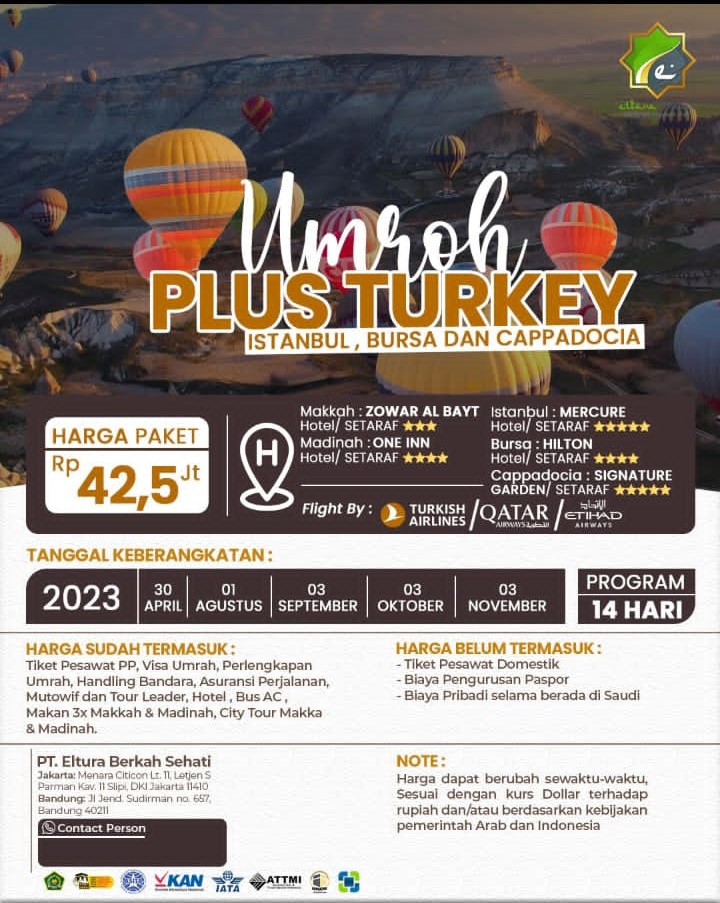 eltura
Umroh
PLUS TURKEY
ISTANBUL , BURSA DAN CAPPADOCIA
HARGA PAKET
Rp 42,5 Jt
H
Makkah : ZOWAR AL BAYT
Hotel/ SETARAF ★★★
Madinah : ONE INN
Hotel/ SETARAF ★★★★
Istanbul : MERCURE
Hotel/ SETARAF ★★★★★
Bursa : HILTON
Hotel/ SETARAF ★★★★
Cappadocia : SIGNATURE
GARDEN/ SETARAF ★★★★★
Flight By :
TURKISH
AIRLINES
QATAR
AIRWAYS القطرية
الإتحاد
ETIHAD
AIRWAYS
TANGGAL KEBERANGKATAN :
2023
30
APRIL
01
AGUSTUS
03
SEPTEMBER
03
OKTOBER
03
NOVEMBER
PROGRAM
14 HARI
HARGA SUDAH TERMASUK :
Tiket Pesawat PP, Visa Umrah, Perlengkapan
Umrah, Handling Bandara, Asuransi Perjalanan,
Mutowif dan Tour Leader, Hotel , Bus AC ,
Makan 3x Makkah & Madinah, City Tour Makka
& Madinah.
HARGA BELUM TERMASUK :
- Tiket Pesawat Domestik
- Biaya Pengurusan Paspor
- Biaya Pribadi selama berada di Saudi
PT. Eltura Berkah Sehati
Jakarta: Menara Citicon Lt. 11, Letjen S
Parman Kav. 11 Slipi, DKI Jakarta 11410
Bandung: Jl Jend. Sudirman no. 657,
Bandung 40211
Contact Person
NOTE :
Harga dapat berubah sewaktu-waktu,
Sesuai dengan kurs Dollar terhadap
rupiah dan/atau berdasarkan kebijakan
pemerintah Arab dan Indonesia
KAN
IATA
ATTMI